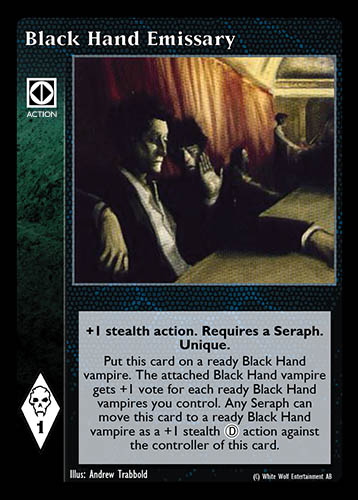 Black Hand Emissary
ACTION
+1 stealth action. Requires a Seraph.
Unique.
Put this card on a ready Black Hand
vampire. The attached Black Hand vampire
gets +1 vote for each ready Black Hand
vampires you control. Any Seraph can
move this card to a ready Black Hand
vampire as a +1 stealth Ⓓ action against
the controller of this card.
1
Illus: Andrew Trabbold
(C) White Wolf Entertainment AB